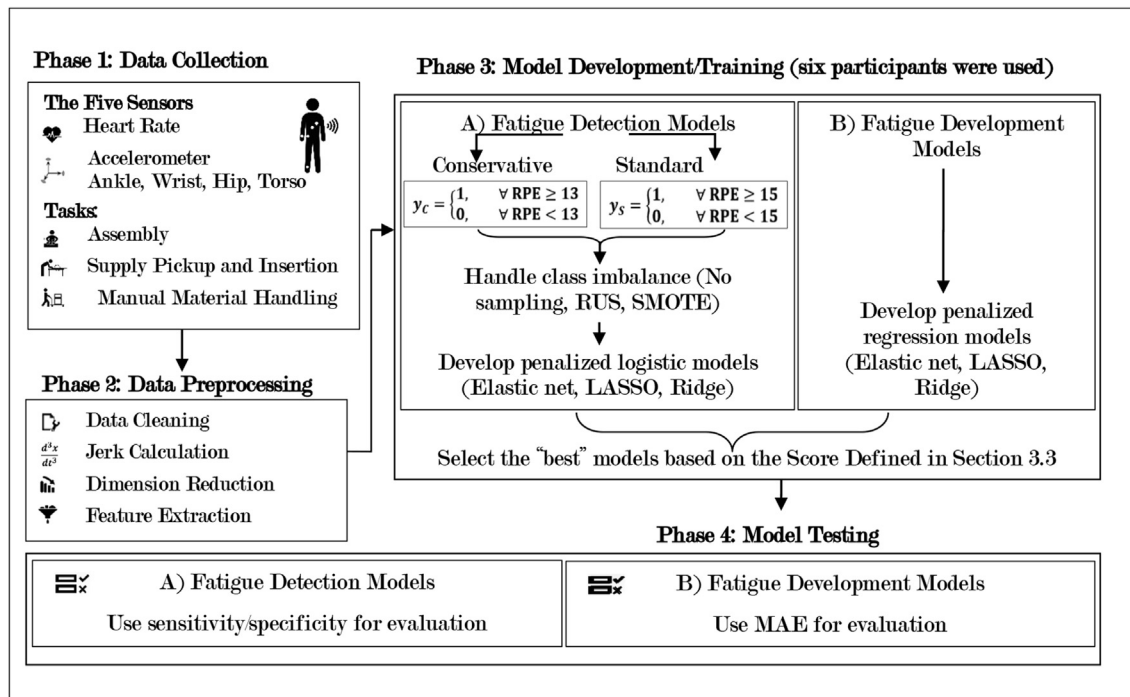 Phase 1: Data Collection
The Five Sensors
Heart Rate
Accelerometer
Ankle, Wrist, Hip, Torso
Tasks:
Assembly
Supply Pickup and Insertion
Manual Material Handling
Phase 2: Data Preprocessing
Data Cleaning
d³x/dt³ Jerk Calculation
Dimension Reduction
Feature Extraction
Phase 3: Model Development/Training (six participants were used)
A) Fatigue Detection Models
Conservative
y_C = {1, ∀ RPE ≥ 13
0, ∀ RPE < 13
Standard
y_S = {1, ∀ RPE ≥ 15
0, ∀ RPE < 15
Handle class imbalance (No
sampling, RUS, SMOTE)
Develop penalized logistic models
(Elastic net, LASSO, Ridge)
B) Fatigue Development
Models
Develop penalized
regression models
(Elastic net, LASSO,
Ridge)
Select the "best" models based on the Score Defined in Section 3.3
Phase 4: Model Testing
A) Fatigue Detection Models
Use sensitivity/specificity for evaluation
B) Fatigue Development Models
Use MAE for evaluation